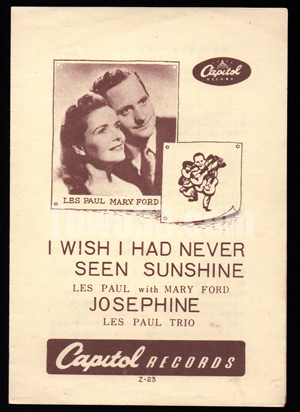 Capitol
RECORDS
LES PAUL MARY FORD
I WISH I HAD NEVER
SEEN SUNSHINE
LES PAUL with MARY FORD
JOSEPHINE
LES PAUL TRIO
Capitol RECORDS
Z-23